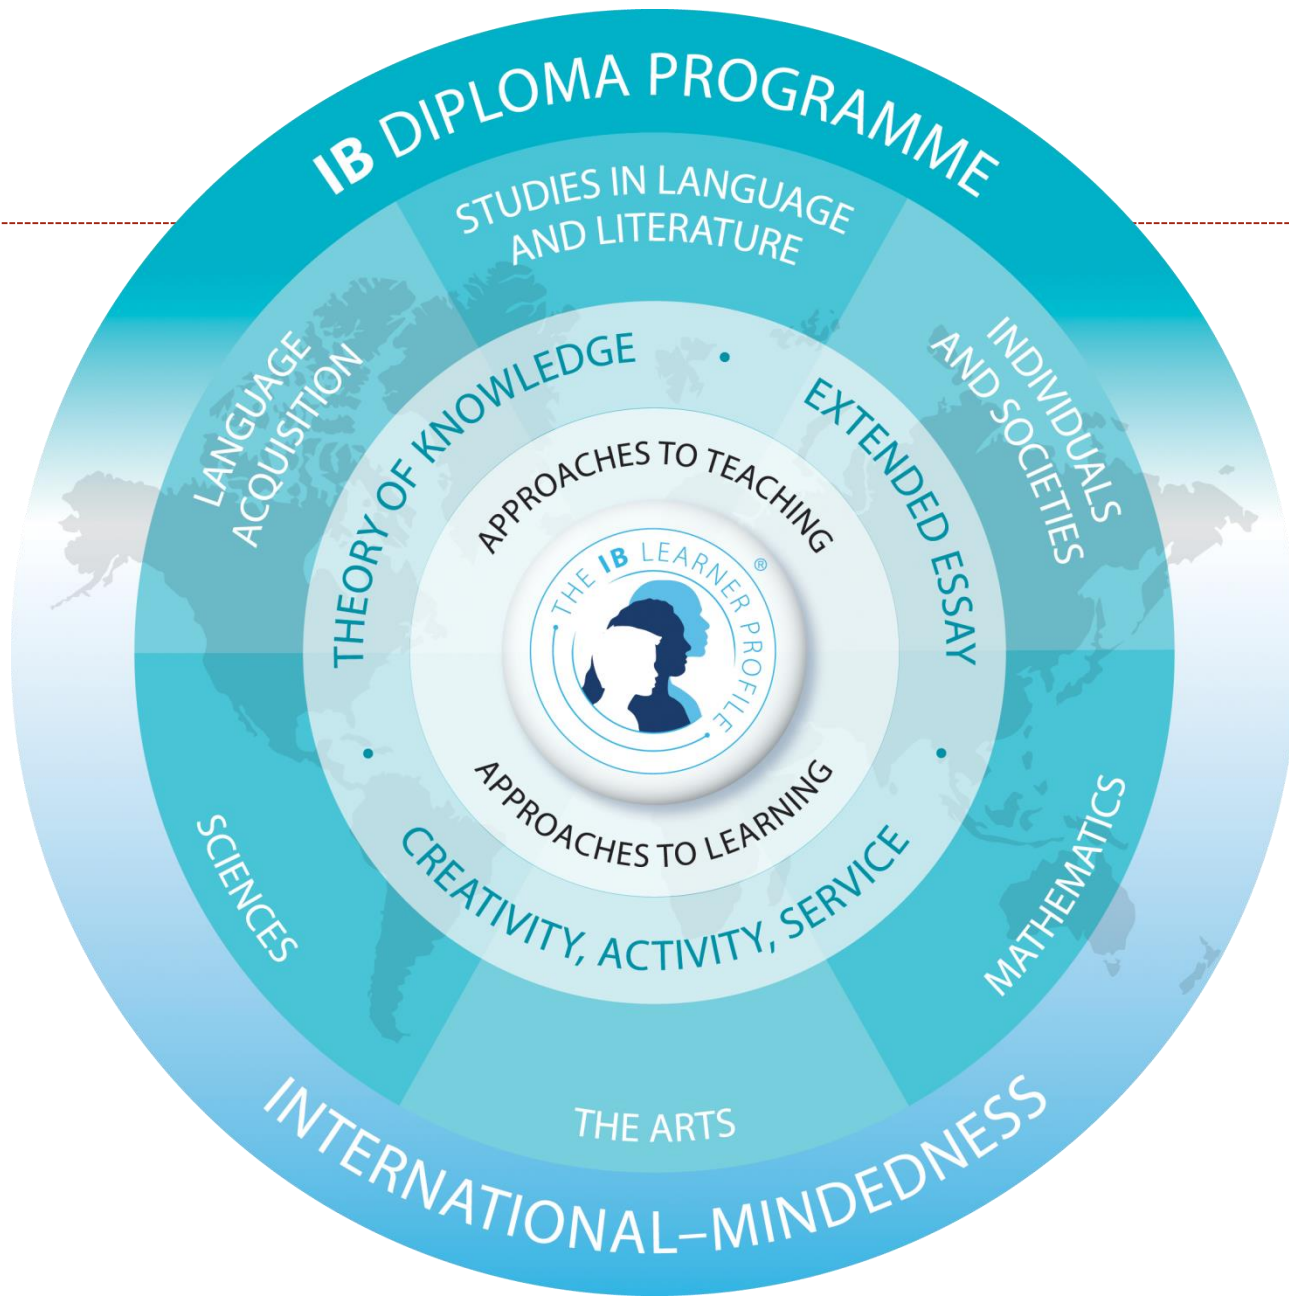 IB DIPLOMA PROGRAMME
STUDIES IN LANGUAGE
AND LITERATURE
LANGUAGE
ACQUISITION
INDIVIDUALS
AND SOCIETIES
THEORY OF KNOWLEDGE
•
EXTENDED ESSAY
APPROACHES TO TEACHING
THE IB LEARNER PROFILE ®
APPROACHES TO LEARNING
•
CREATIVITY, ACTIVITY, SERVICE
•
SCIENCES
MATHEMATICS
THE ARTS
INTERNATIONAL–MINDEDNESS